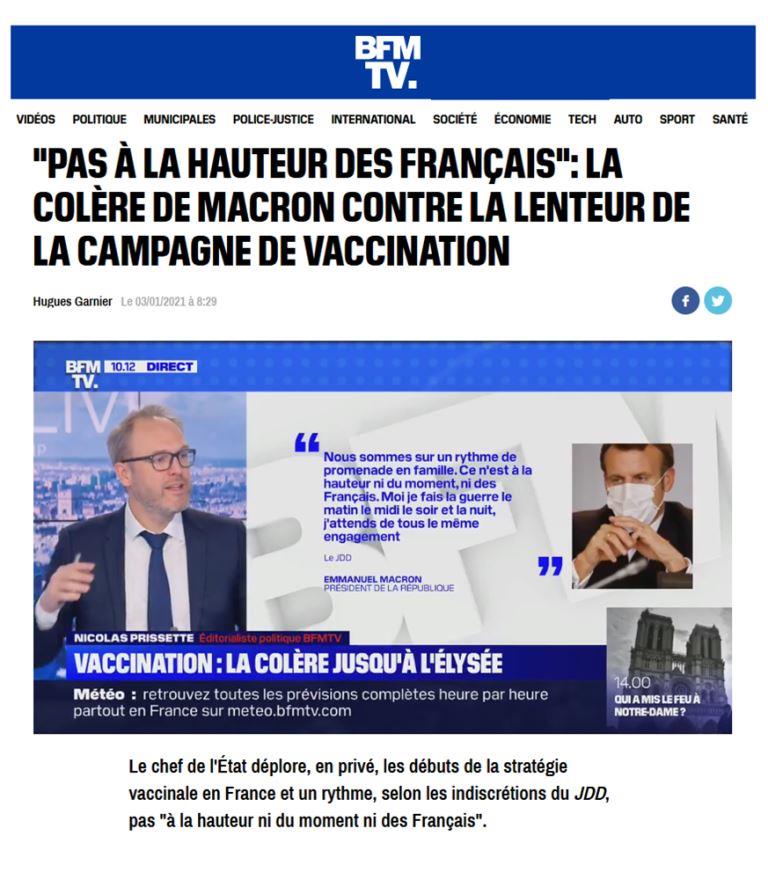 BFM
TV.
VIDÉOS POLITIQUE MUNICIPALES POLICE-JUSTICE INTERNATIONAL SOCIÉTÉ ÉCONOMIE TECH AUTO SPORT SANTÉ
"PAS À LA HAUTEUR DES FRANÇAIS": LA
COLÈRE DE MACRON CONTRE LA LENTEUR DE
LA CAMPAGNE DE VACCINATION
Hugues Garnier Le 03/01/2021 à 8:29
BFM 10.12 DIRECT
TV.
“
Nous sommes sur un rythme de
promenade en famille. Ce n'est à la
hauteur ni du moment, ni des
Français. Moi je fais la guerre le
matin le midi le soir et la nuit,
j'attends de tous le même
engagement
Le JDD
”
EMMANUEL MACRON
PRÉSIDENT DE LA RÉPUBLIQUE
NICOLAS PRISSETTE Éditorialiste politique BFMTV
VACCINATION : LA COLÈRE JUSQU'À L'ÉLYSÉE
Météo : retrouvez toutes les prévisions complètes heure par heure
partout en France sur meteo.bfmtv.com
14.00
QUI A MIS LE FEU À
NOTRE-DAME ?
Le chef de l'État déplore, en privé, les débuts de la stratégie
vaccinale en France et un rythme, selon les indiscrétions du JDD,
pas "à la hauteur ni du moment ni des Français".